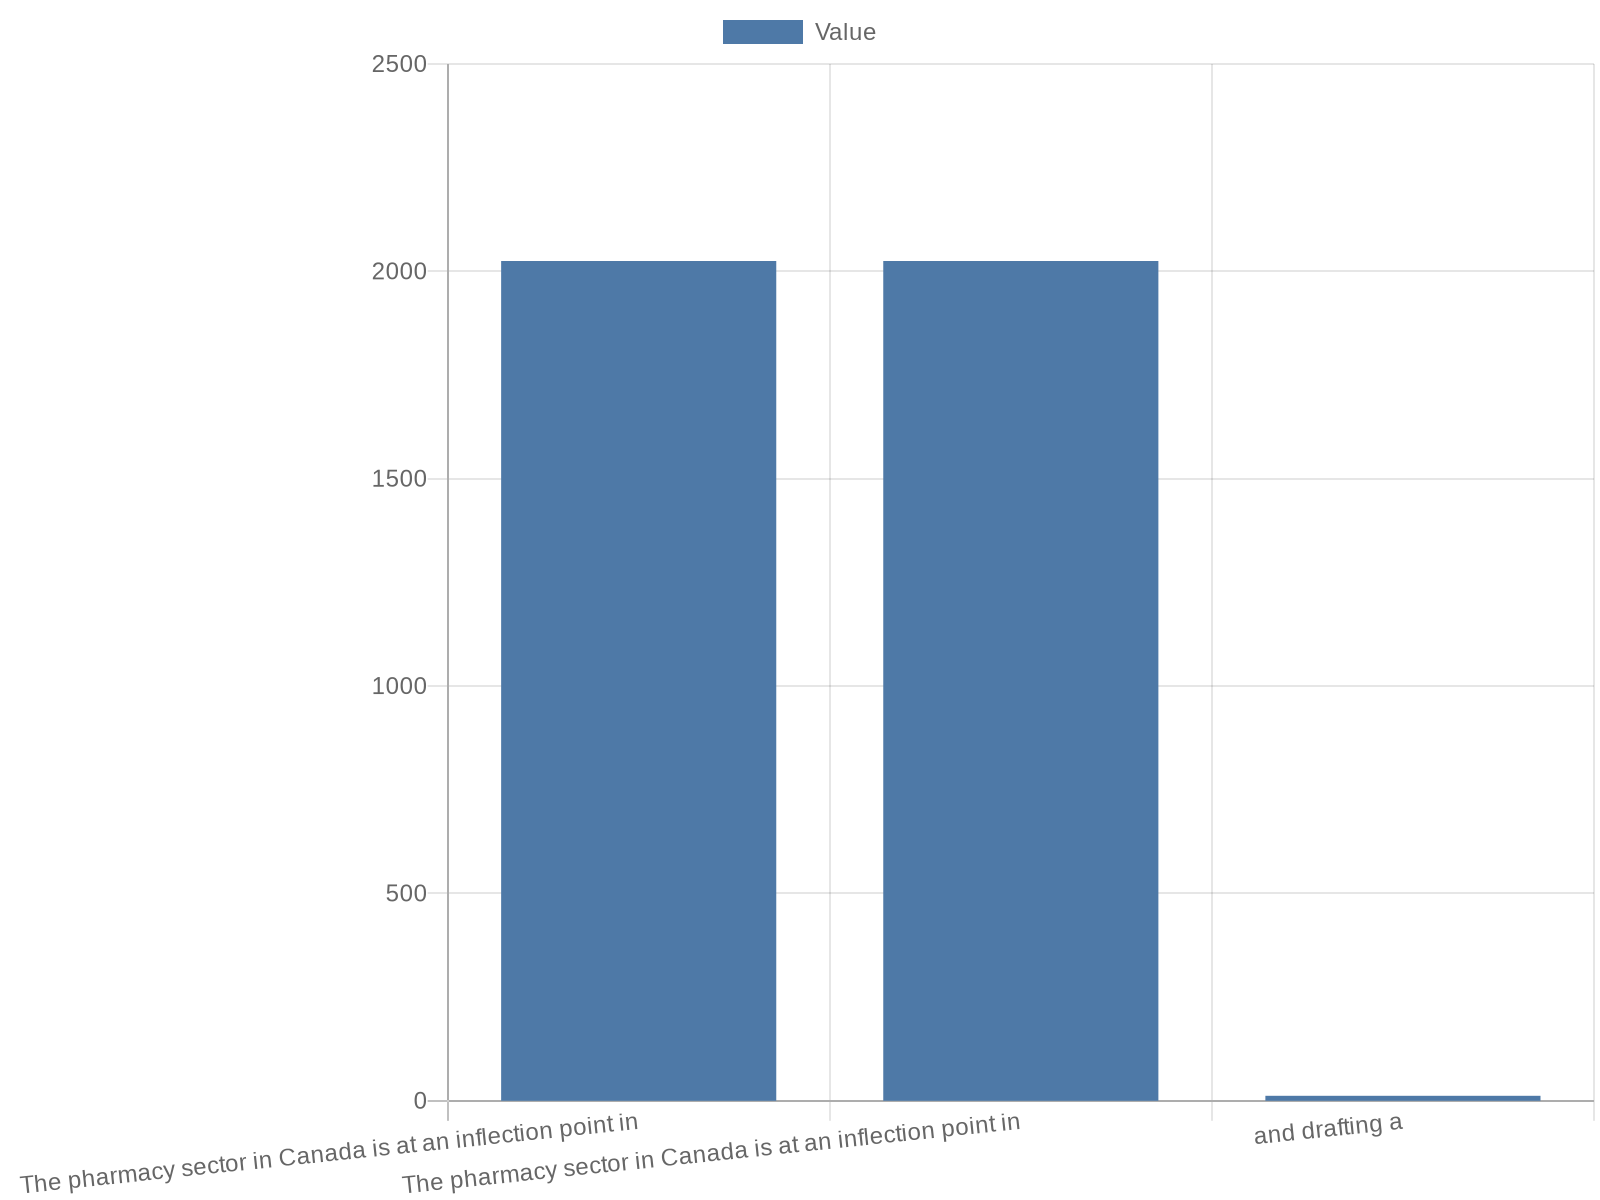 Value
2500
2000
1500
1000
500
0
The pharmacy sector in Canada is at an inflection point in
The pharmacy sector in Canada is at an inflection point in
and drafting a